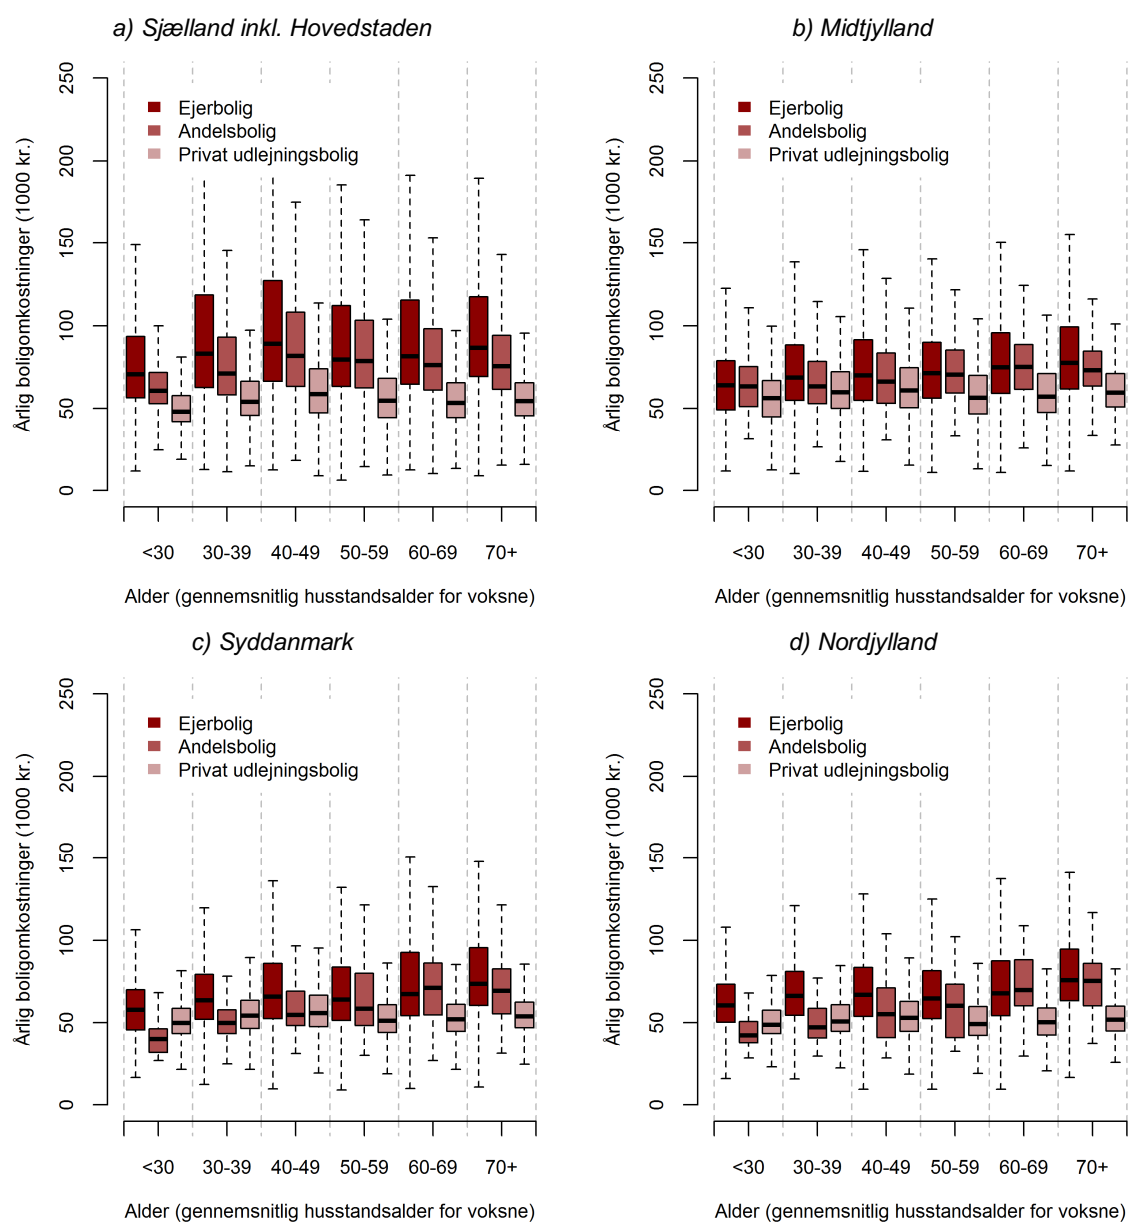 a) Sjælland inkl. Hovedstaden
Årlig boligomkostninger (1000 kr.)
250
200
150
100
50
0
Ejerbolig
Andelsbolig
Privat udlejningsbolig
<30 30-39 40-49 50-59 60-69 70+
Alder (gennemsnitlig husstandsalder for voksne)
b) Midtjylland
Årlig boligomkostninger (1000 kr.)
250
200
150
100
50
0
Ejerbolig
Andelsbolig
Privat udlejningsbolig
<30 30-39 40-49 50-59 60-69 70+
Alder (gennemsnitlig husstandsalder for voksne)
c) Syddanmark
Årlig boligomkostninger (1000 kr.)
250
200
150
100
50
0
Ejerbolig
Andelsbolig
Privat udlejningsbolig
<30 30-39 40-49 50-59 60-69 70+
Alder (gennemsnitlig husstandsalder for voksne)
d) Nordjylland
Årlig boligomkostninger (1000 kr.)
250
200
150
100
50
0
Ejerbolig
Andelsbolig
Privat udlejningsbolig
<30 30-39 40-49 50-59 60-69 70+
Alder (gennemsnitlig husstandsalder for voksne)